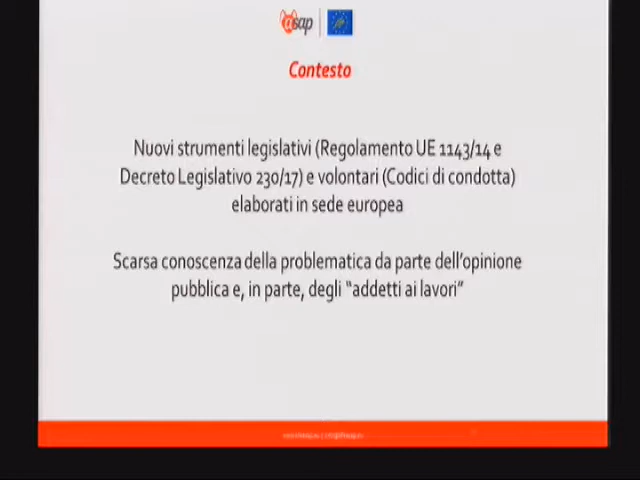 asap
Contesto
Nuovi strumenti legislativi (Regolamento UE 1143/14 e
Decreto Legislativo 230/17) e volontari (Codici di condotta)
elaborati in sede europea
Scarsa conoscenza della problematica da parte dell'opinione
pubblica e, in parte, degli "addetti ai lavori"